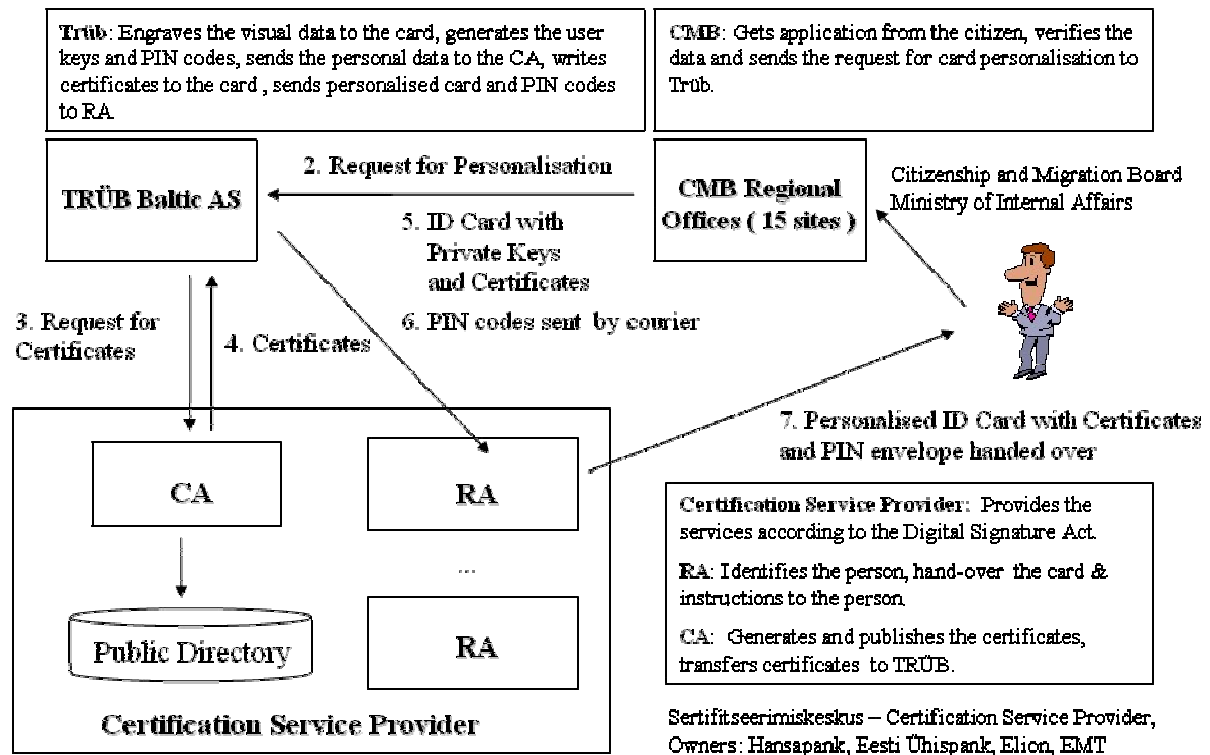 Trüb: Engraves the visual data to the card, generates the user
keys and PIN codes, sends the personal data to the CA, writes
certificates to the card , sends personalised card and PIN codes
to RA
CMB: Gets application from the citizen, verifies the
data and sends the request for card personalisation to
Trüb.
TRÜB Baltic AS
2. Request for Personalisation
CMB Regional
Offices ( 15 sites )
Citizenship and Migration Board
Ministry of Internal Affairs
5. ID Card with
Private Keys
and Certificates
6. PIN codes sent by courier
3. Request for
Certificates
4. Certificates
7. Personalised ID Card with Certificates
and PIN envelope handed over
CA
RA
...
Public Directory
RA
Certification Service Provider
Certification Service Provider: Provides the
services according to the Digital Signature Act.
RA: Identifies the person, hand-over the card &
instructions to the person
CA: Generates and publishes the certificates,
transfers certificates to TRÜB.
Sertifitseerimiskeskus – Certification Service Provider,
Owners: Hansapank, Eesti Ühispank, Elion, EMT